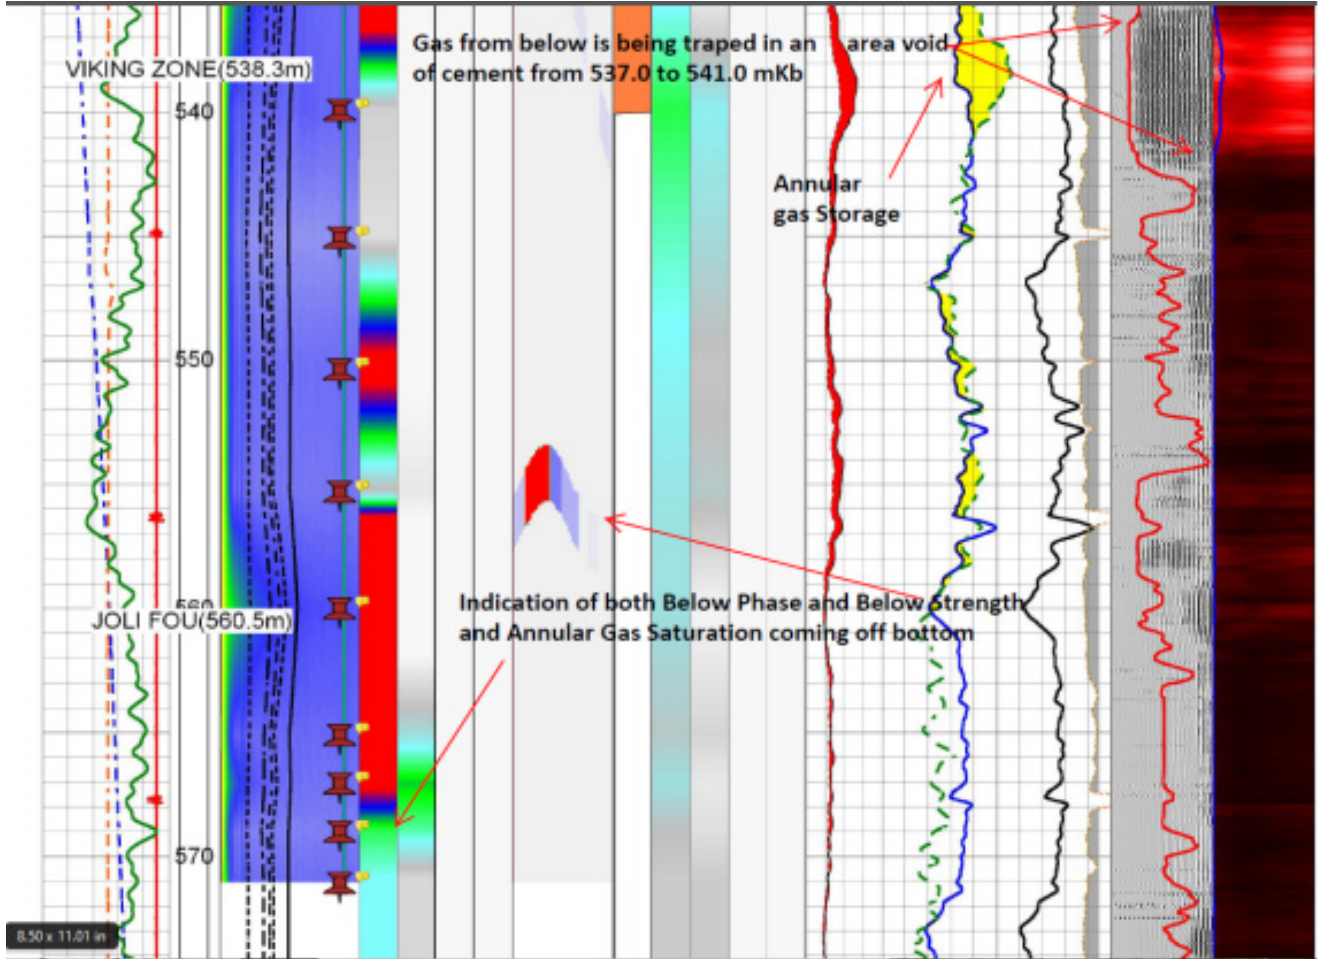 Gas from below is being traped in an area void
of cement from 537.0 to 541.0 mKb
VIKING ZONE(538.3m)
540
Annular
gas Storage
550
560
JOLI FOU(560.5m)
Indication of both Below Phase and Below Strength
and Annular Gas Saturation coming off bottom
570
8.50 x 11.01 in